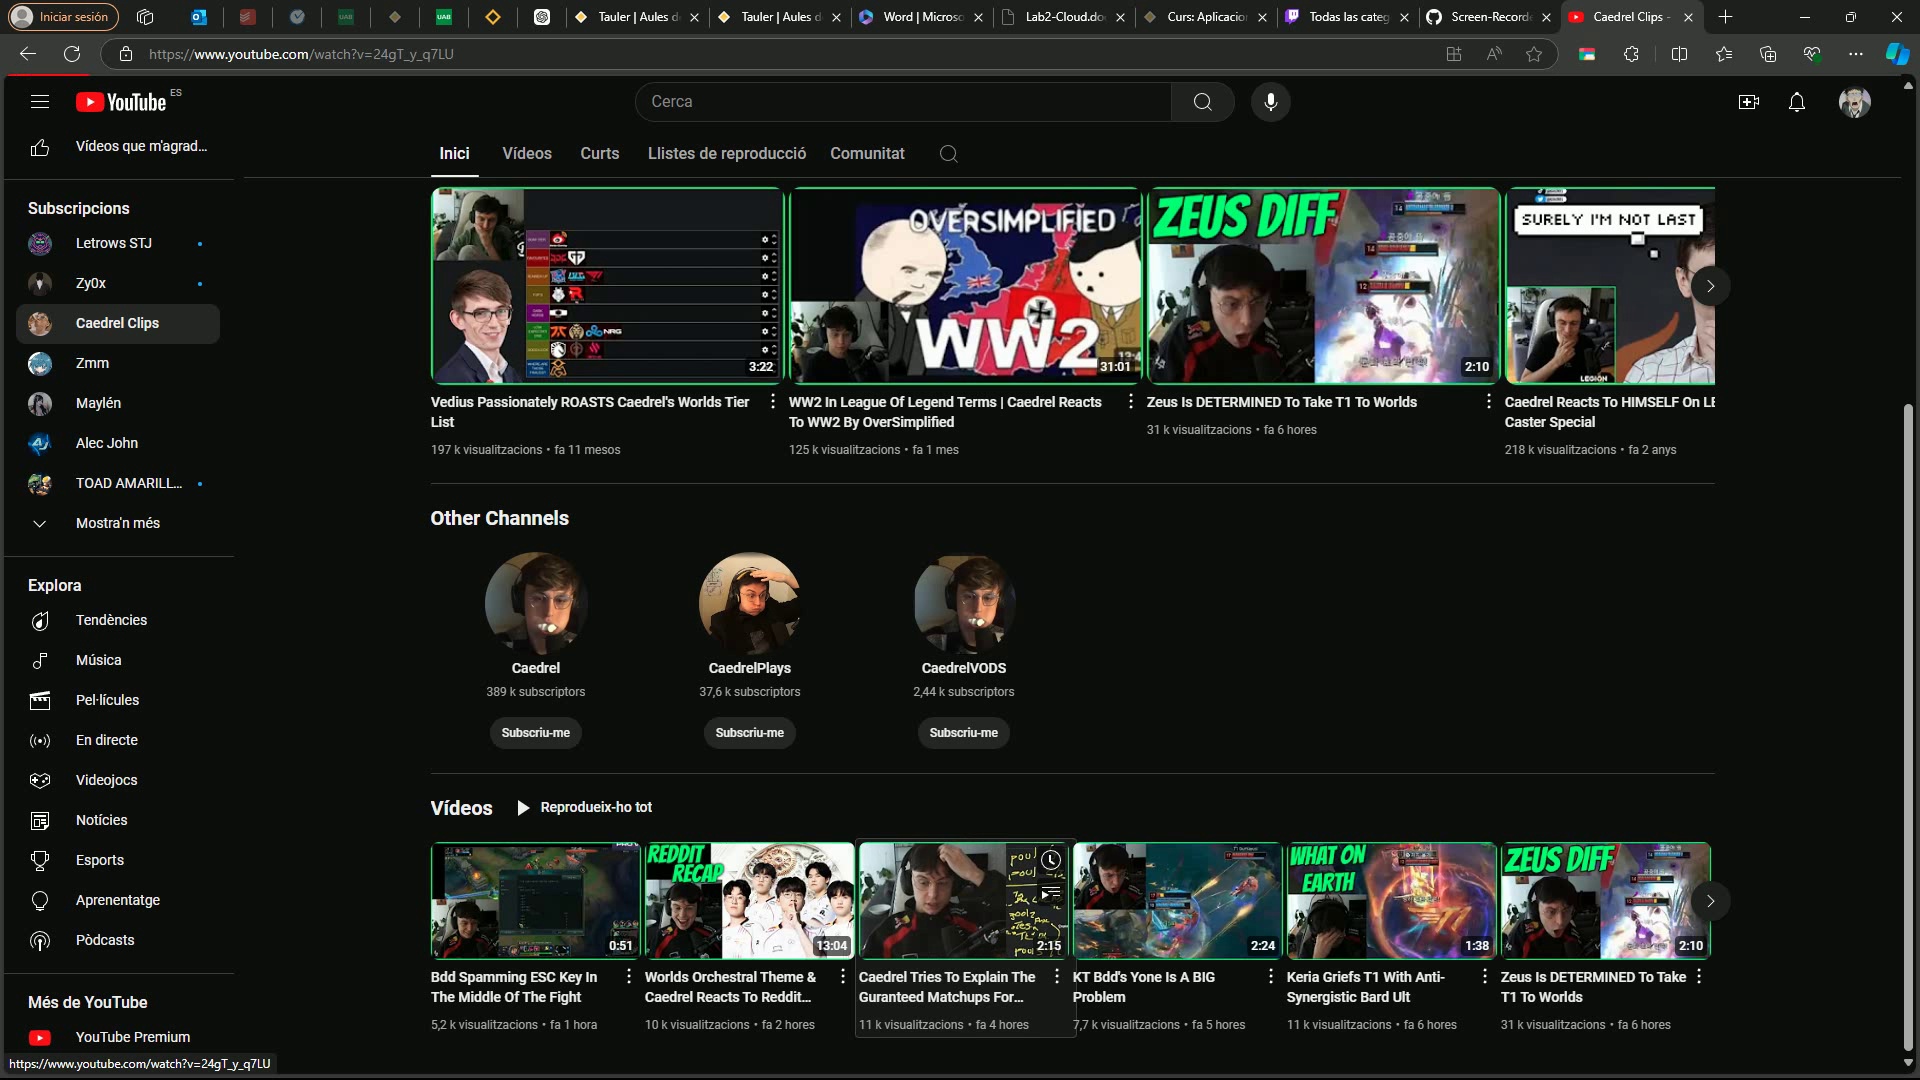 Iniciar sesión
Tauler | Aules d
Tauler | Aules d
Word | Microso
Lab2-Cloud.do
Curs: Aplicacion
Todas las categ
Screen-Recorde
Caedrel Clips -
https://www.youtube.com/watch?v=24gT_y_q7LU
YouTube ES
Cerca
Vídeos que m'agrad...
Inici
Vídeos
Curts
Llistes de reproducció
Comunitat
Subscripcions
Letrows STJ
Zy0x
Caedrel Clips
Zmm
Maylén
Alec John
TOAD AMARILL...
Mostra'n més
Explora
Tendències
Música
Pel·lícules
En directe
Videojocs
Notícies
Esports
Aprenentatge
Pòdcasts
Més de YouTube
YouTube Premium
https://www.youtube.com/watch?v=24gT_y_q7LU
NRG
3:22
OVERSIMPLIFIED
WW2
31:01
ZEUS DIFF
2:10
SURELY I'M NOT LAST
LEGION
Vedius Passionately ROASTS Caedrel's Worlds Tier
List
197 k visualitzacions • fa 11 mesos
WW2 In League Of Legend Terms | Caedrel Reacts
To WW2 By OverSimplified
125 k visualitzacions • fa 1 mes
Zeus Is DETERMINED To Take T1 To Worlds
31 k visualitzacions • fa 6 hores
Caedrel Reacts To HIMSELF On LE
Caster Special
218 k visualitzacions • fa 2 anys
Other Channels
Caedrel
389 k subscriptors
Subscriu-me
CaedrelPlays
37,6 k subscriptors
Subscriu-me
CaedrelVODS
2,44 k subscriptors
Subscriu-me
Vídeos
Reprodueix-ho tot
0:51
REDDIT
RECAP
13:04
2:15
2:24
WHAT ON
EARTH
1:38
ZEUS DIFF
2:10
Bdd Spamming ESC Key In
The Middle Of The Fight
5,2 k visualitzacions • fa 1 hora
Worlds Orchestral Theme &
Caedrel Reacts To Reddit...
10 k visualitzacions • fa 2 hores
Caedrel Tries To Explain The
Guranteed Matchups For...
11 k visualitzacions • fa 4 hores
KT Bdd's Yone Is A BIG
Problem
7,7 k visualitzacions • fa 5 hores
Keria Griefs T1 With Anti-
Synergistic Bard Ult
11 k visualitzacions • fa 6 hores
Zeus Is DETERMINED To Take
T1 To Worlds
31 k visualitzacions • fa 6 hores